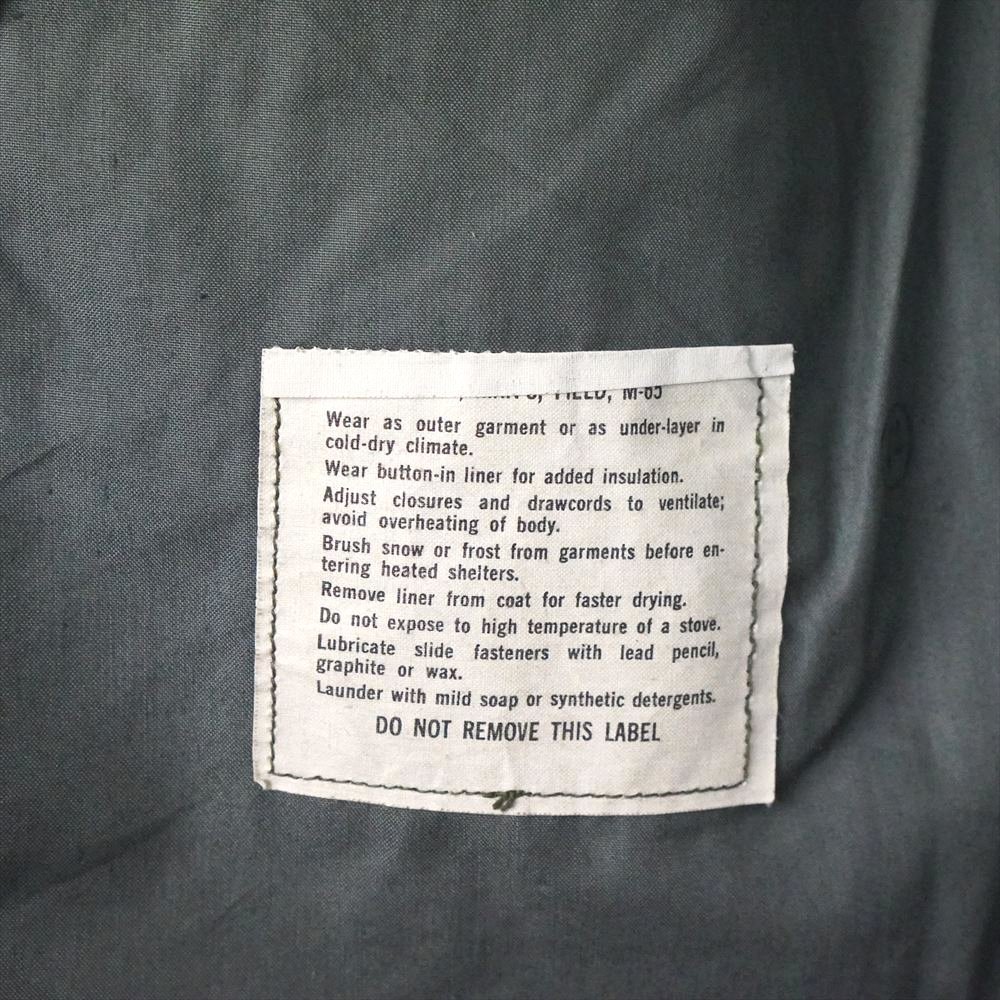 FIELD, M-65
Wear as outer garment or as under-layer in
cold-dry climate.
Wear button-in liner for added insulation.
Adjust closures and drawcords to ventilate;
avoid overheating of body.
Brush snow or frost from garments before en-
tering heated shelters.
Remove liner from coat for faster drying.
Do not expose to high temperature of a stove.
Lubricate slide fasteners with lead pencil,
graphite or wax.
Launder with mild soap or synthetic detergents.
DO NOT REMOVE THIS LABEL